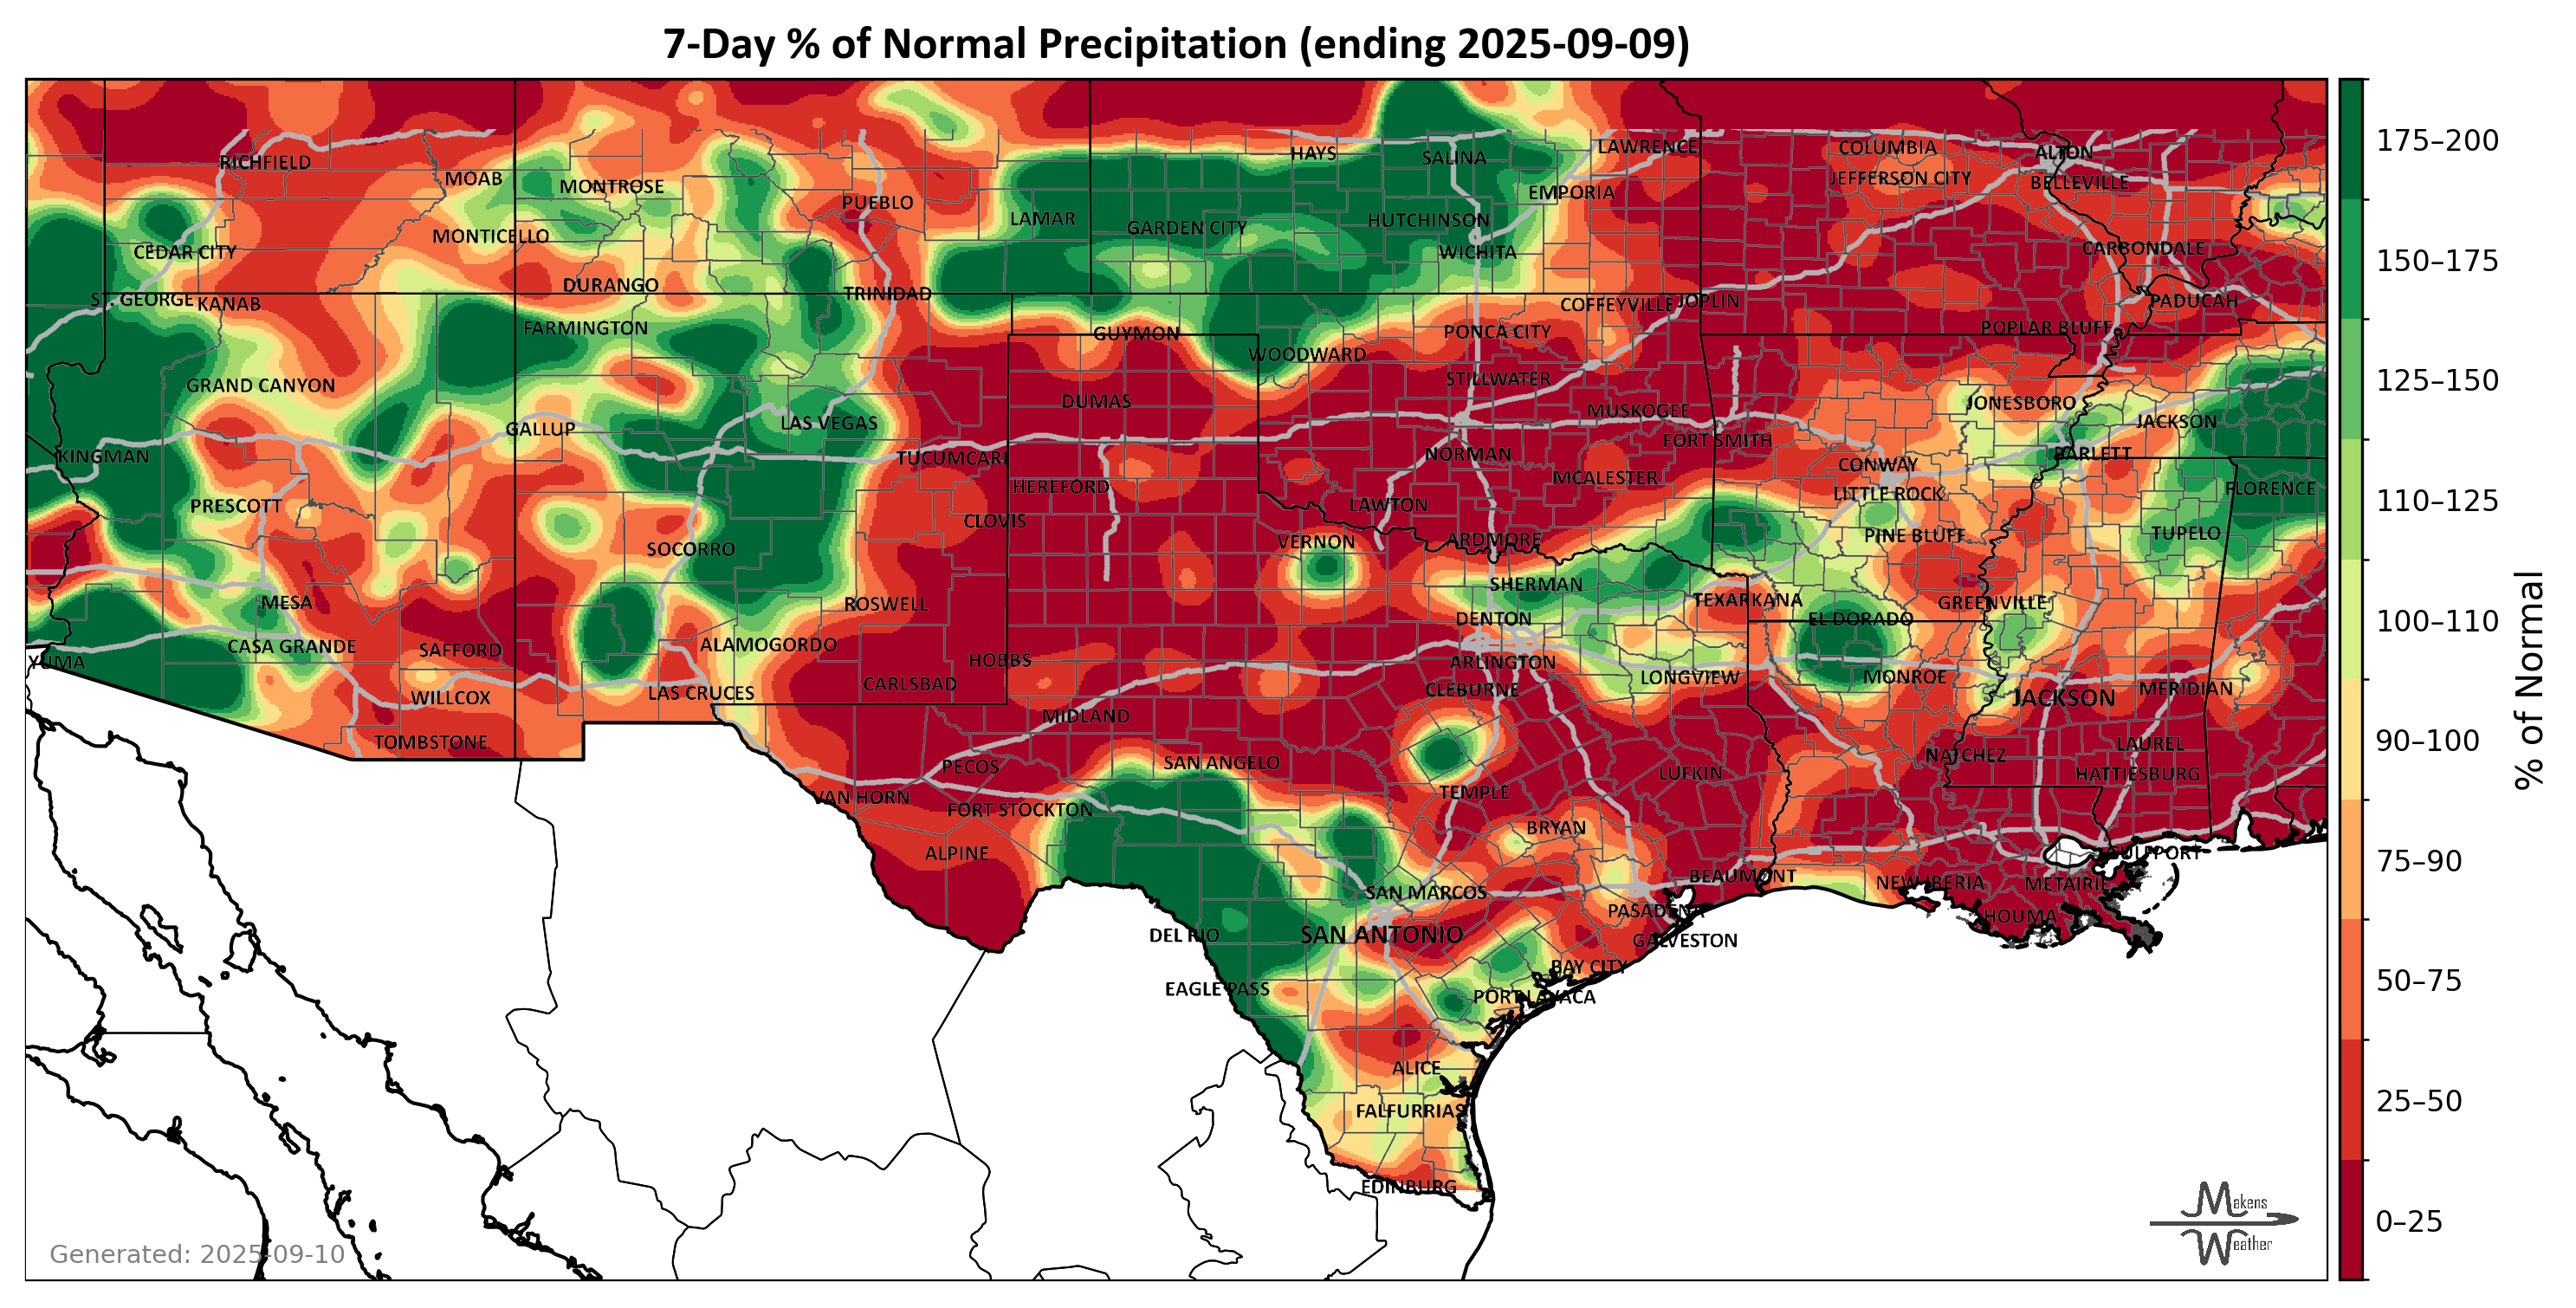 7-Day % of Normal Precipitation (ending 2025-09-09)
HAYS
SALINA
LAWRENCE
COLUMBIA
ALTON
RICHFIELD
MOAB
MONTROSE
JEFFERSON CITY
BELLEVILLE
EMPORIA
PUEBLO
LAMAR
GARDEN CITY
HUTCHINSON
MONTICELLO
CEDAR CITY
WICHITA
CARBONDALE
DURANGO
TRINIDAD
ST. GEORGE
KANAB
COFFEYVILLE
JOPLIN
PADUCAH
FARMINGTON
GUYMON
PONCA CITY
POPLAR BLUFF
WOODWARD
GRAND CANYON
STILLWATER
DUMAS
MUSKOGEE
JONESBORO
JACKSON
GALLUP
LAS VEGAS
FORT SMITH
KINGMAN
TUCUMCARI
NORMAN
BARLETT
CONWAY
HEREFORD
MCALESTER
LITTLE ROCK
FLORENCE
PRESCOTT
LAWTON
CLOVIS
VERNON
ARDMORE
PINE BLUFF
TUPELO
SOCORRO
SHERMAN
MESA
ROSWELL
TEXARKANA
GREENVILLE
DENTON
EL DORADO
CASA GRANDE
SAFFORD
ALAMOGORDO
YUMA
HOBBS
ARLINGTON
LONGVIEW
MONROE
WILLCOX
LAS CRUCES
CARLSBAD
CLEBURNE
JACKSON
MERIDIAN
MIDLAND
TOMBSTONE
LAUREL
NATCHEZ
PECOS
SAN ANGELO
LUFKIN
HATTIESBURG
VAN HORN
FORT STOCKTON
TEMPLE
BRYAN
ALPINE
GULFPORT
BEAUMONT
NEW IBERIA
METAIRIE
SAN MARCOS
PASADENA
HOUMA
DEL RIO
SAN ANTONIO
GALVESTON
BAY CITY
EAGLE PASS
PORT LAVACA
ALICE
FALFURRIAS
EDINBURG
Generated: 2025-09-10
Makens
Weather
175–200
150–175
125–150
110–125
100–110
90–100
75–90
50–75
25–50
0–25
% of Normal